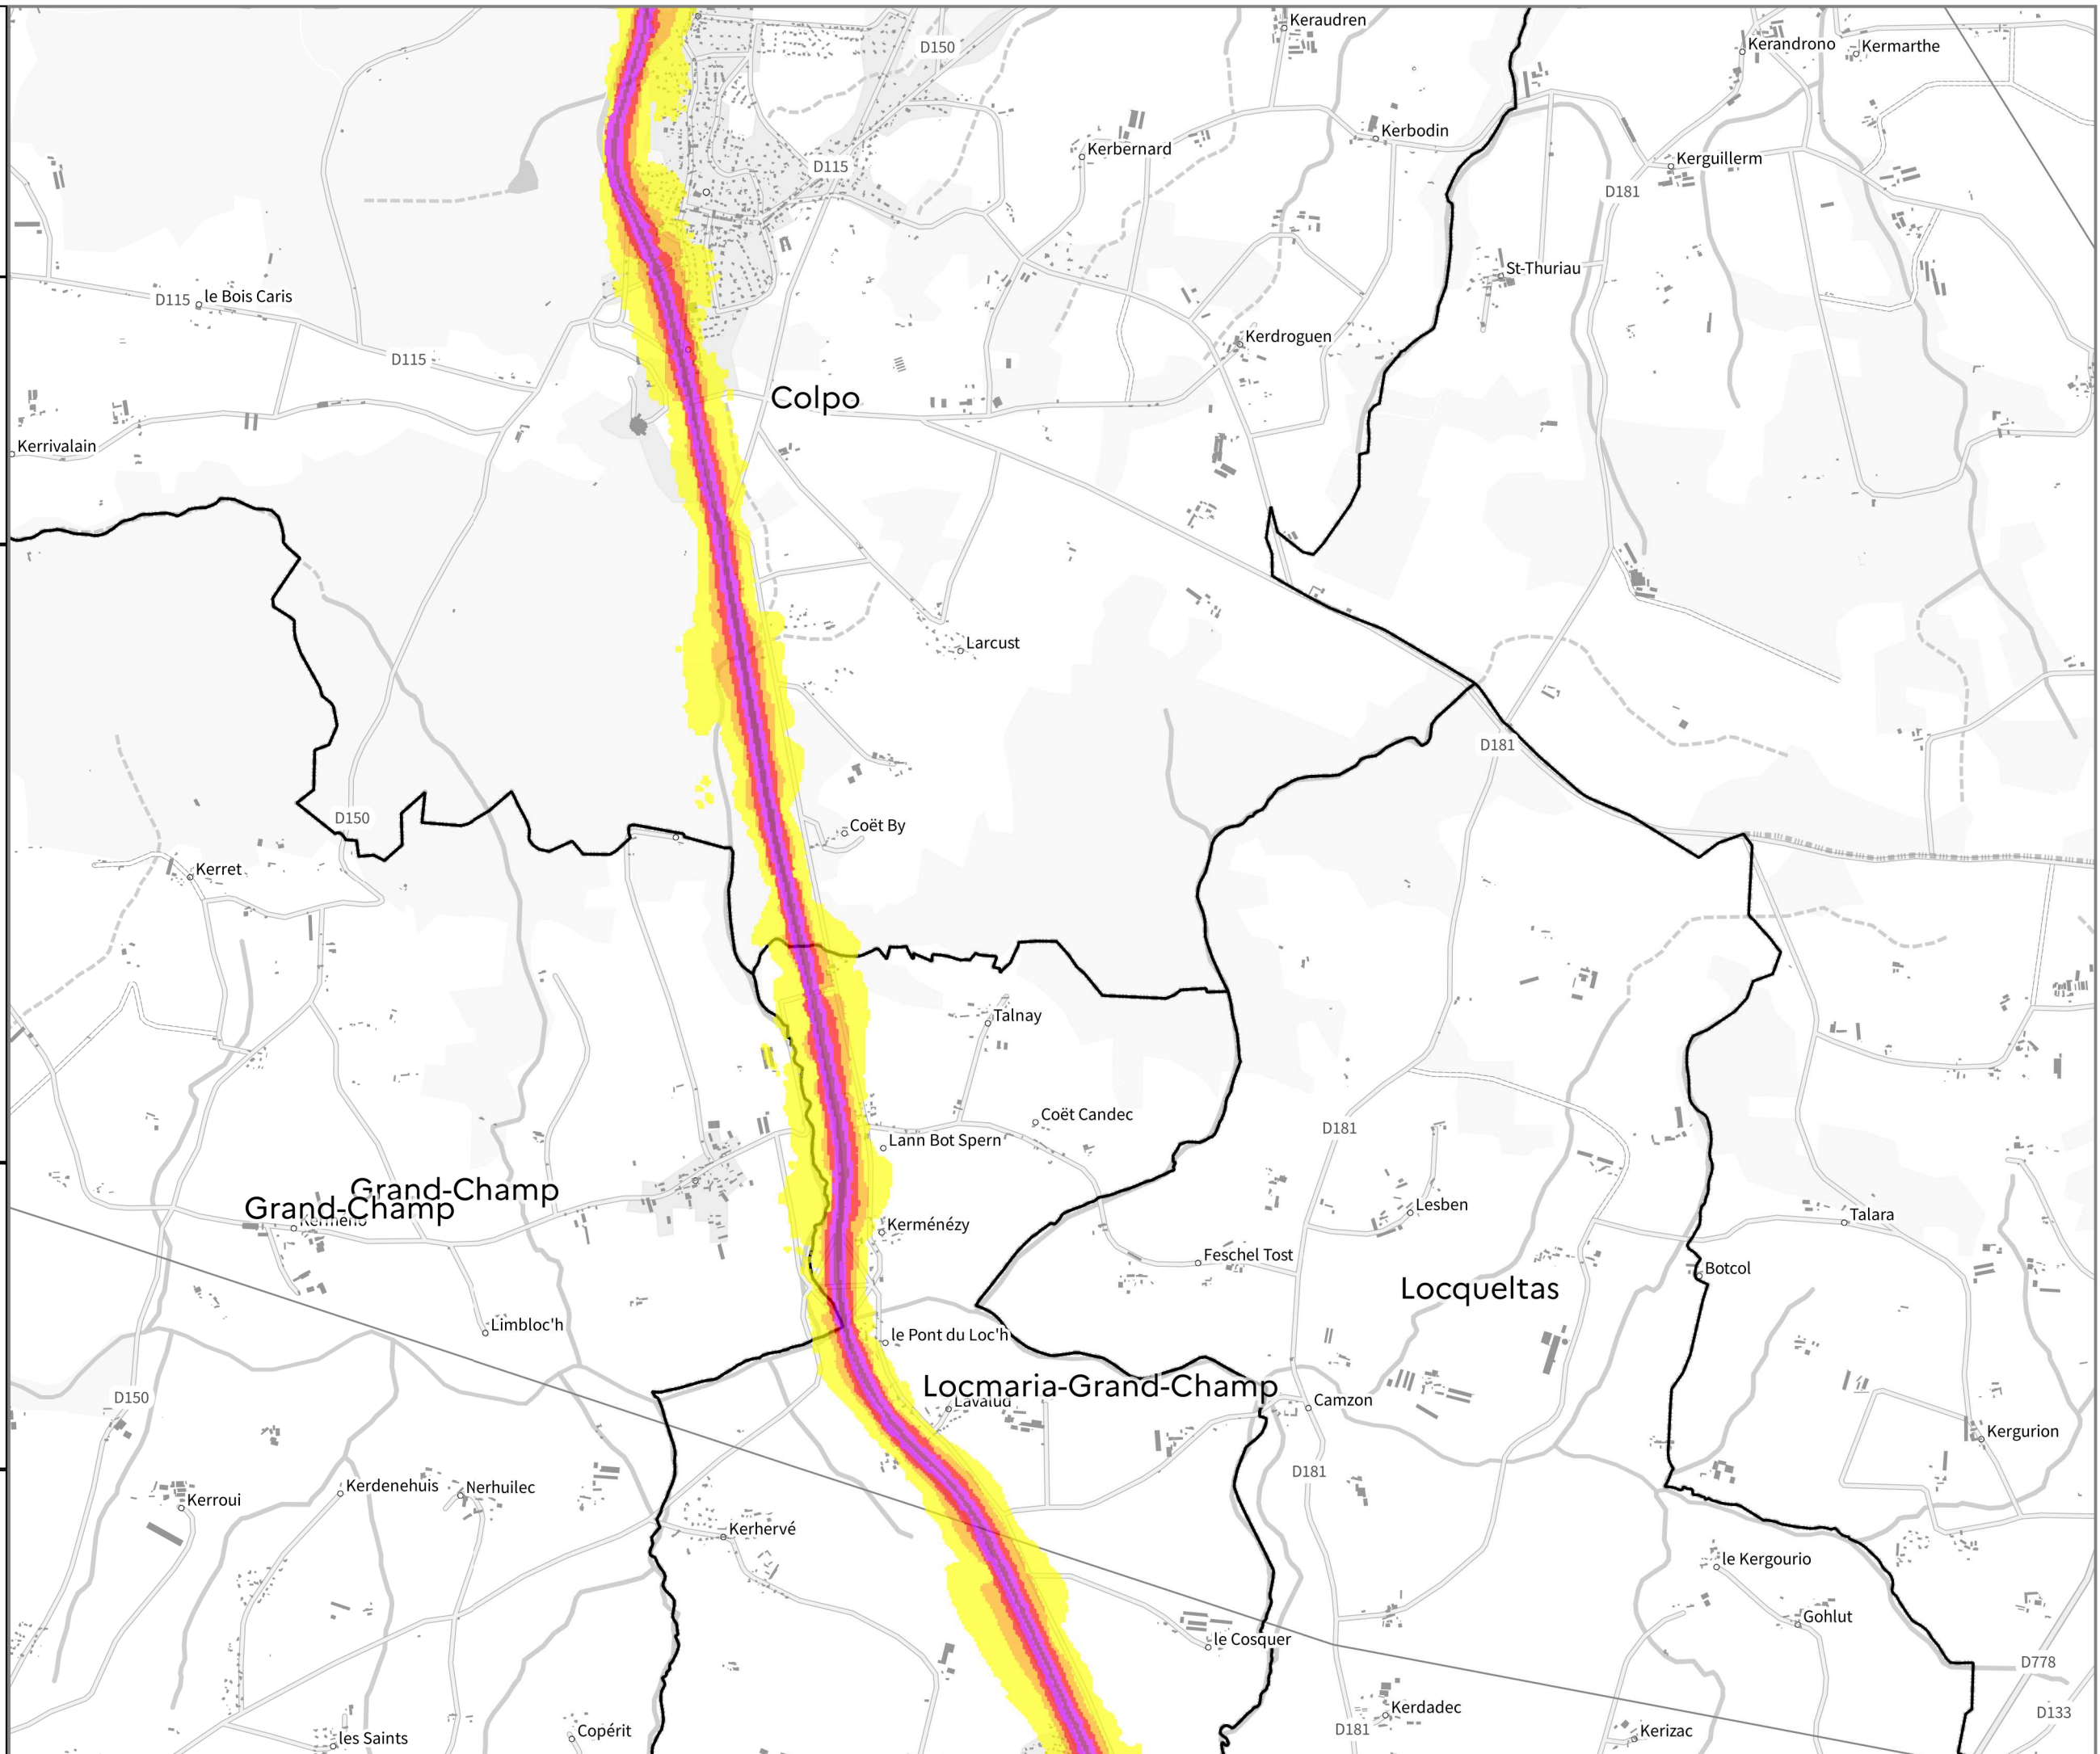 Keraudren
D150
Kerandrono
Kermarthe
Kerbodin
Kerbernard
Kerguillerm
D115
D181
St-Thuriau
D115
le Bois Caris
Kerdroguen
D115
Colpo
Kerrivalain
Larcust
D181
D150
Coët By
Kerret
Talnay
Coët Candec
D181
Lann Bot Spern
Grand-Champ
Grand-Champ
Lesben
Talara
Kermeno
Kerménézy
Feschel Tost
Botcol
Locqueltas
Limbloc'h
le Pont du Loc'h
Locmaria-Grand-Champ
D150
Lavalud
Camzon
Kergurion
D181
Kerdenehuis
Nerhuilec
Kerroui
Kerhervé
le Kergourio
Gohlut
le Cosquer
D778
Kerdadec
D133
D181
Copérit
Kerizac
les Saints